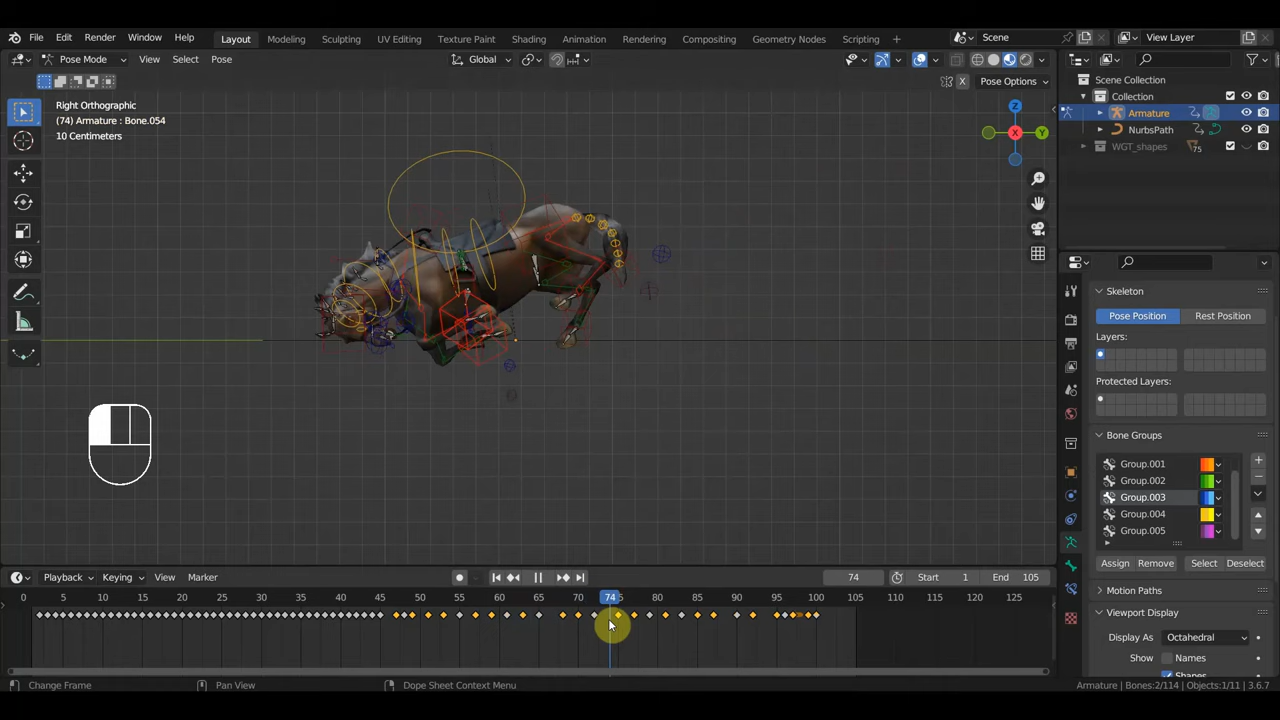 File Edit Render Window Help Layout Modeling Sculpting UV Editing Texture Paint Shading Animation Rendering Compositing Geometry Nodes Scripting + Scene View Layer
Pose Mode View Select Pose Global
X Pose Options
Right Orthographic
(74) Armature : Bone.054
10 Centimeters
Z
Y
X
Scene Collection
Collection
Armature
NurbsPath
WGT_shapes 75
Skeleton
Pose Position Rest Position
Layers:
Protected Layers:
Bone Groups
Group.001
Group.002
Group.003
Group.004
Group.005
Assign Remove Select Deselect
Motion Paths
Viewport Display
Display As Octahedral
Show Names
Shapes
Playback Keying View Marker 74 Start 1 End 105
0 5 10 15 20 25 30 35 40 45 50 55 60 65 70 74 80 85 90 95 100 105 110 115 120 125
Change Frame Pan View Dope Sheet Context Menu Armature | Bones:2/114 | Objects:1/11 | 3.6.7